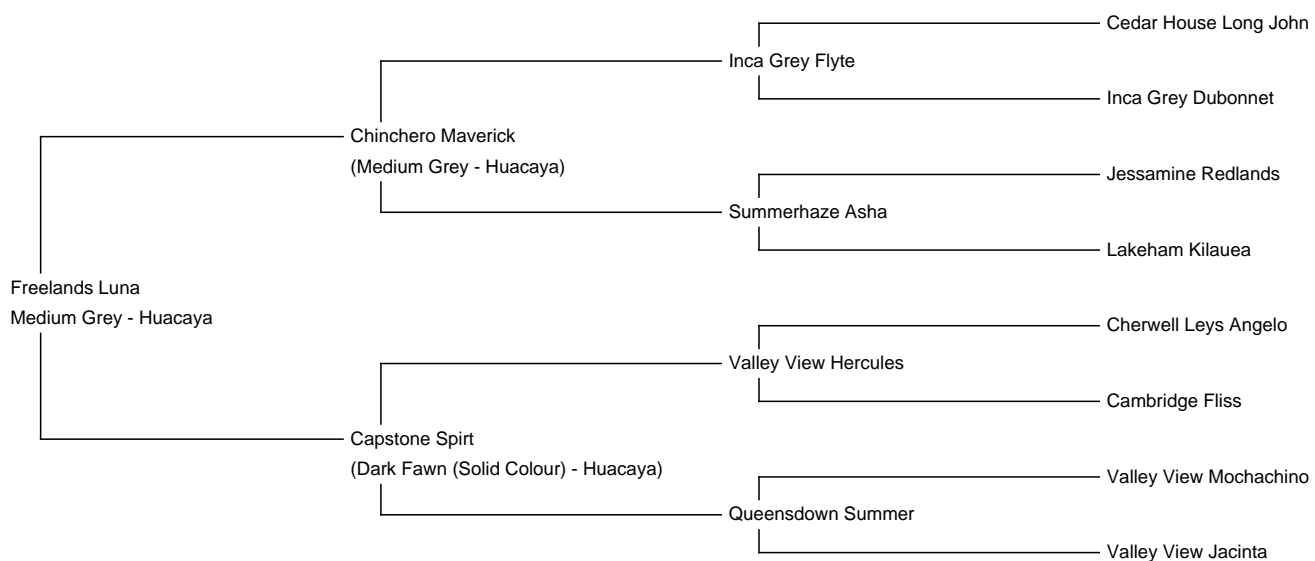 Cedar House Long John
Inca Grey Flyte
Inca Grey Dubonnet
Chinchero Maverick
(Medium Grey - Huacaya)
Jessamine Redlands
Summerhaze Asha
Lakeham Kilauea
Freelands Luna
Medium Grey - Huacaya
Cherwell Leys Angelo
Valley View Hercules
Cambridge Fliss
Capstone Spirt
(Dark Fawn (Solid Colour) - Huacaya)
Valley View Mochachino
Queensdown Summer
Valley View Jacinta